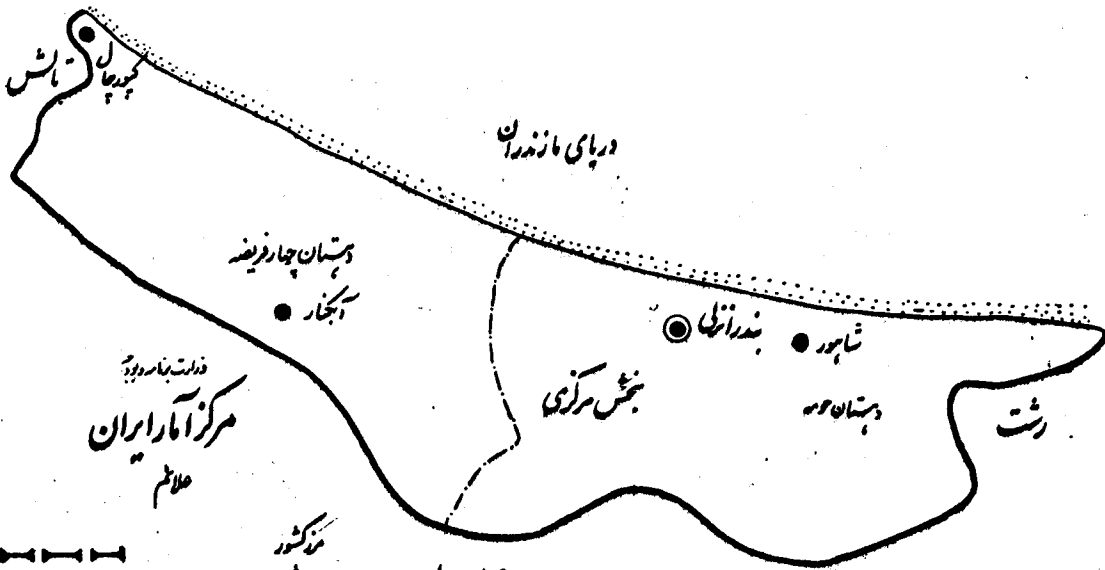 کپورچال
تالش
دریای مازندران
دهستان چهارفریضه
آبکنار
بندرانزلی
شاهور
بخش مرکزی
دهستان حومه
رشت
وزارت برنامه و بودجه
مرکز آمار ایران
علائم
مرز کشور